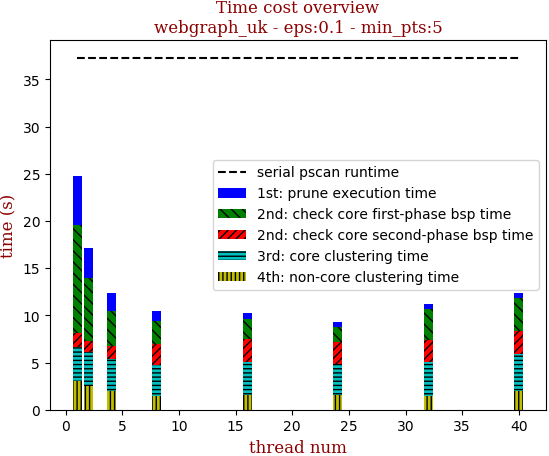 Time cost overview
webgraph_uk - eps:0.1 - min_pts:5
time (s)
35
30
25
20
15
10
5
0
serial pscan runtime
1st: prune execution time
2nd: check core first-phase bsp time
2nd: check core second-phase bsp time
3rd: core clustering time
4th: non-core clustering time
0 5 10 15 20 25 30 35 40
thread num